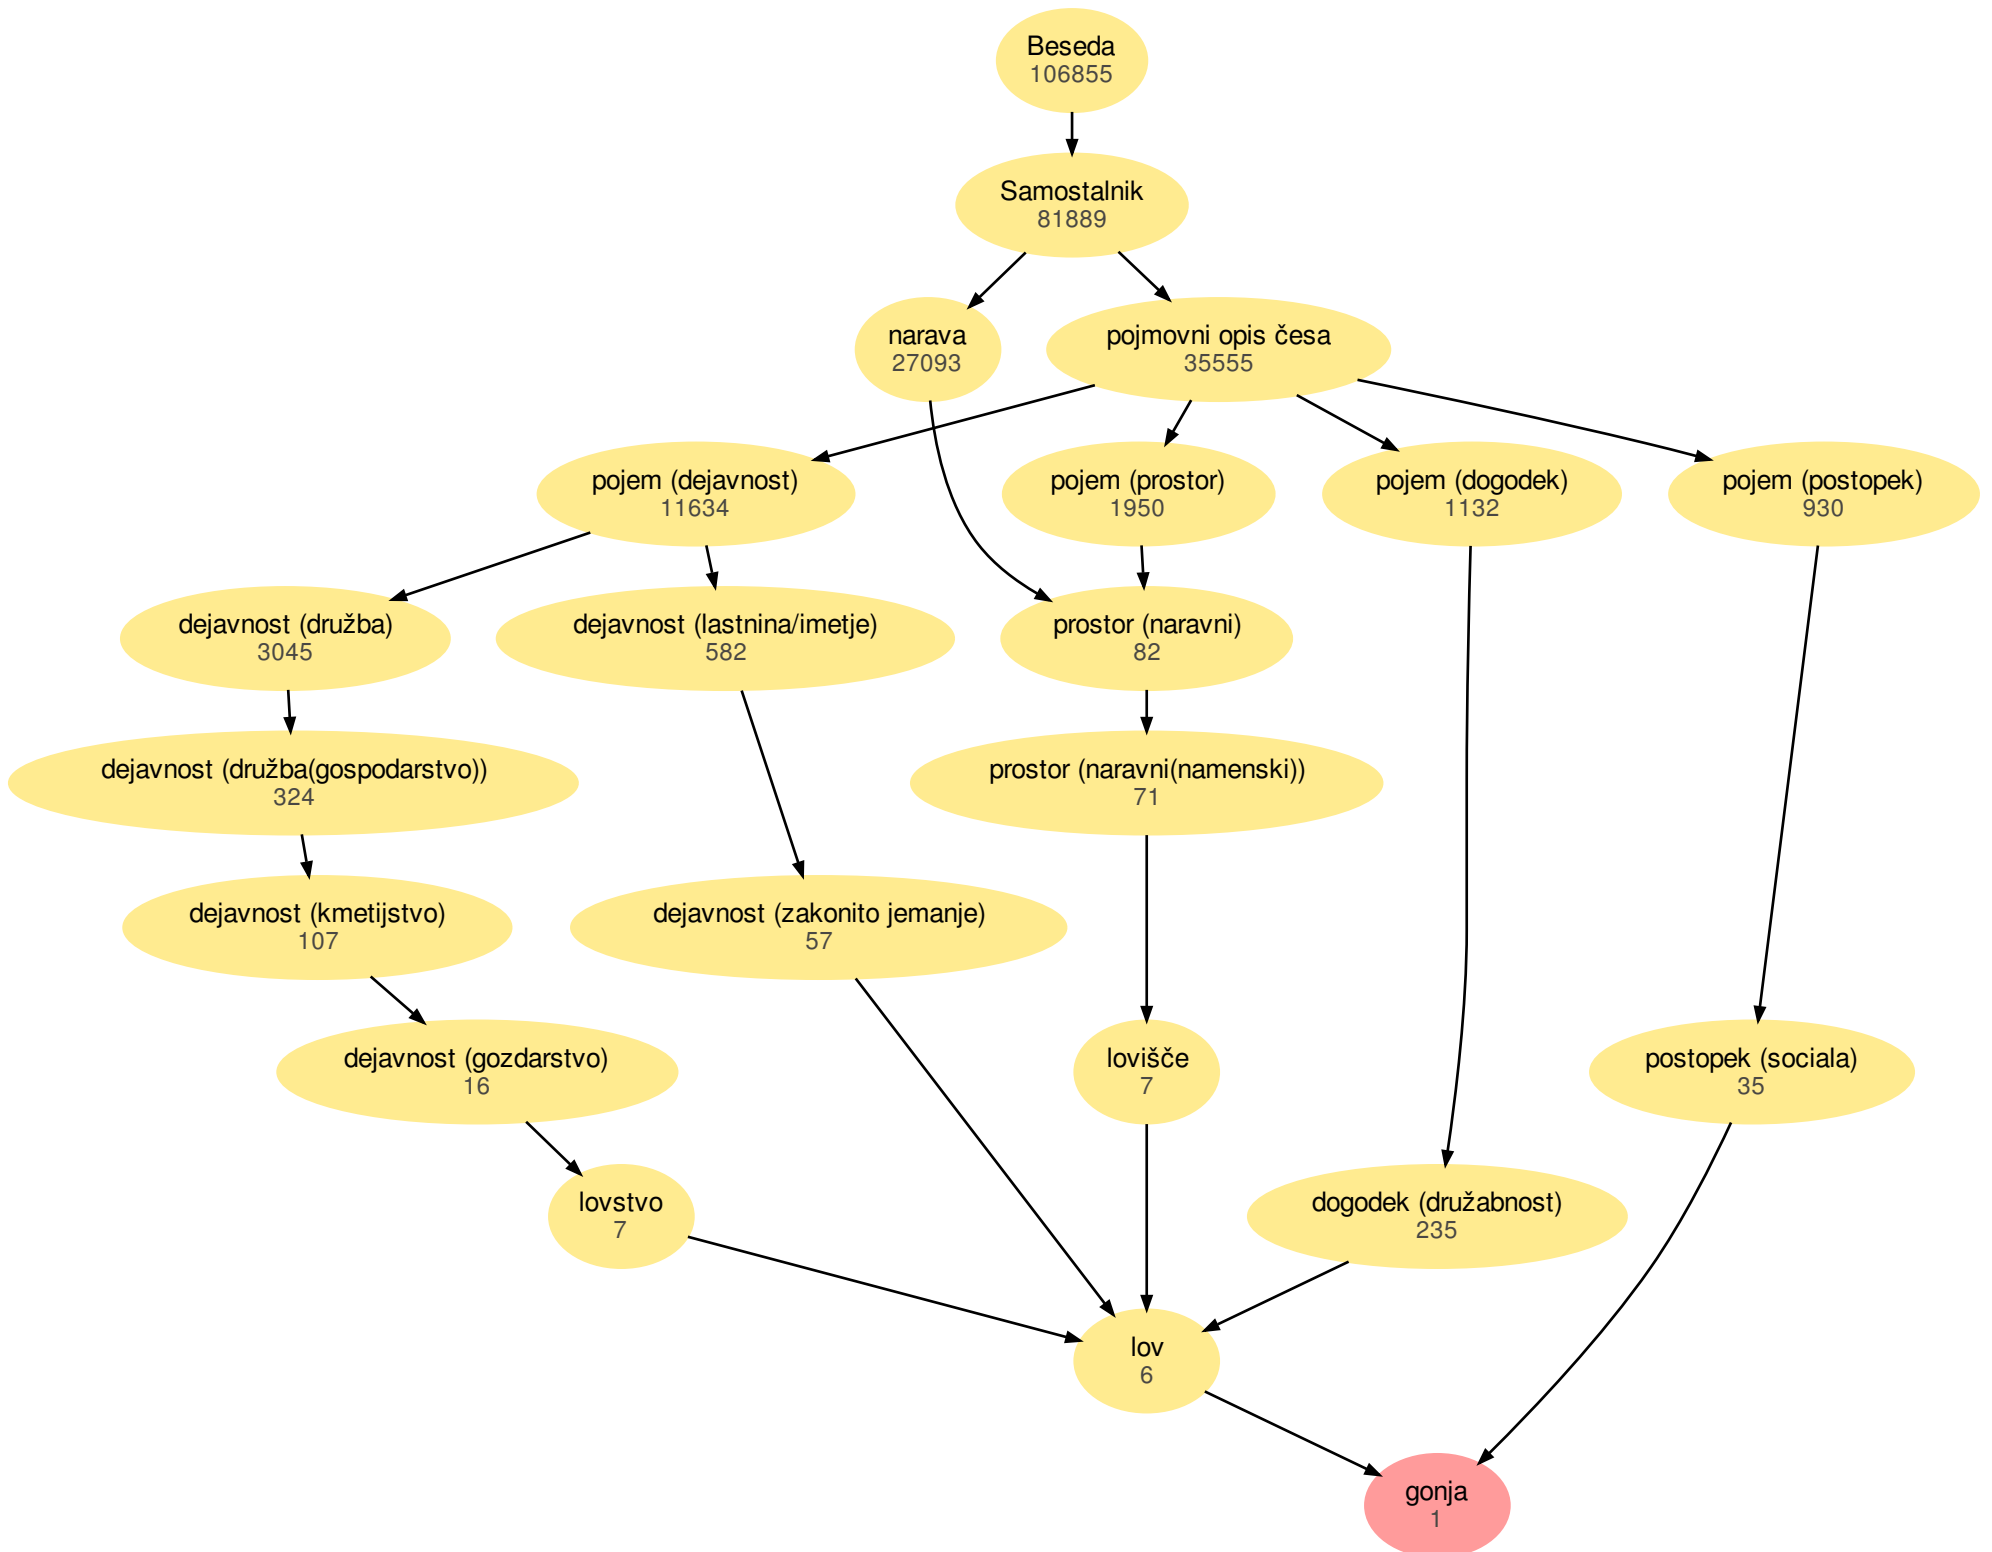 Beseda
106855
Samostalnik
81889
narava
27093
pojmovni opis česa
35555
pojem (dejavnost)
11634
pojem (prostor)
1950
pojem (dogodek)
1132
pojem (postopek)
930
dejavnost (družba)
3045
dejavnost (lastnina/imetje)
582
prostor (naravni)
82
dejavnost (družba(gospodarstvo))
324
prostor (naravni(namenski))
71
dejavnost (kmetijstvo)
107
dejavnost (zakonito jemanje)
57
dejavnost (gozdarstvo)
16
lovišče
7
postopek (sociala)
35
lovstvo
7
dogodek (družabnost)
235
lov
6
gonja
1